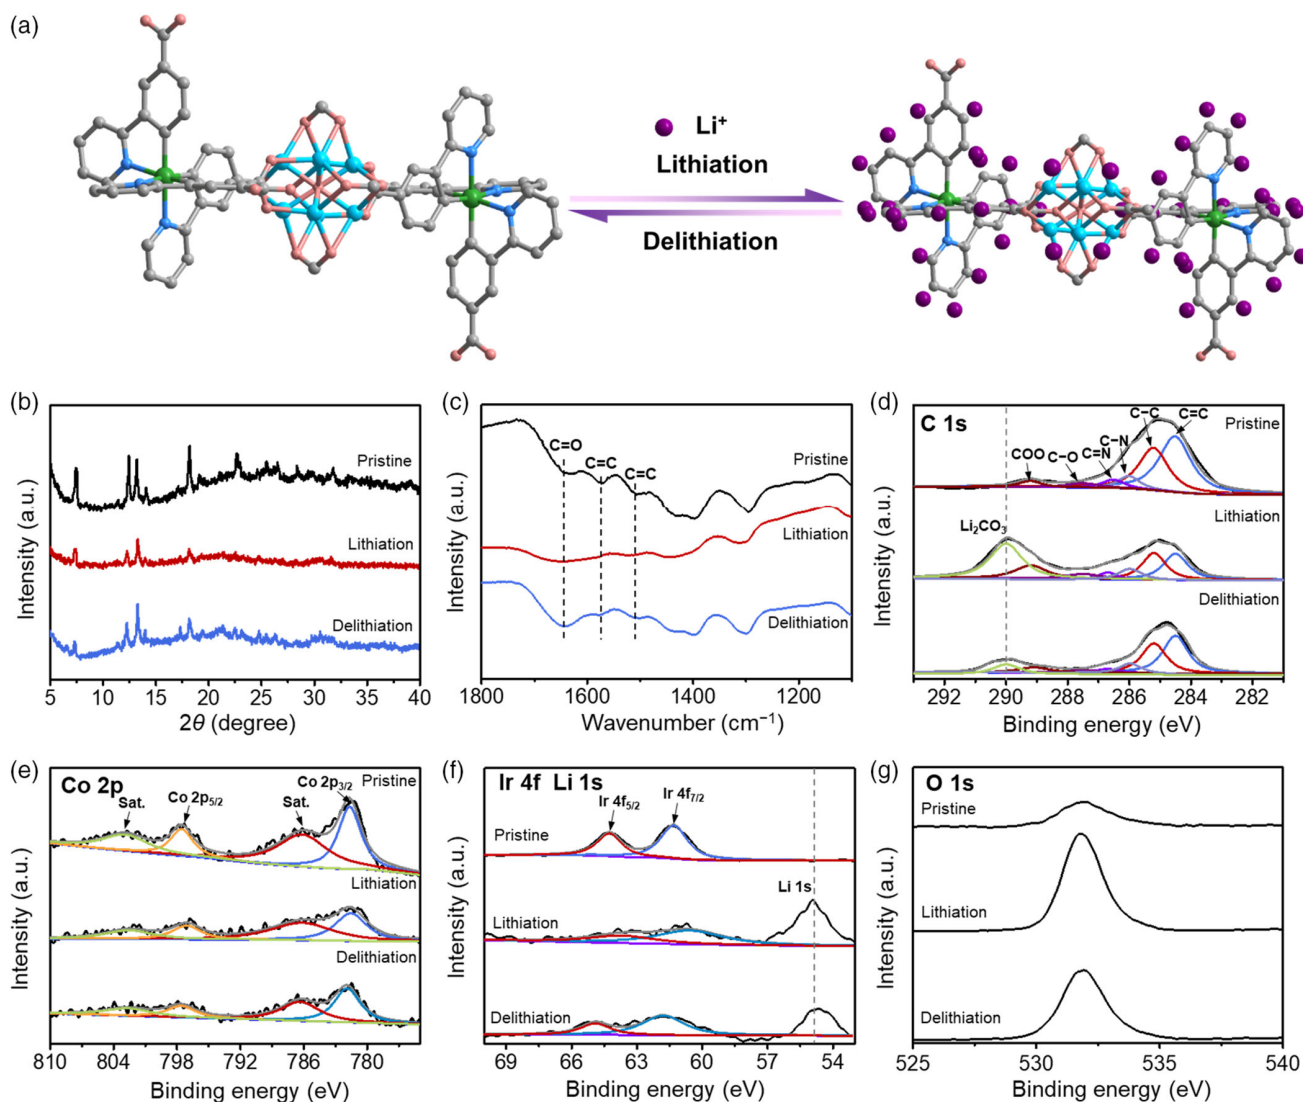 (a)
Li⁺
Lithiation
Delithiation
(b)
Intensity (a.u.)
Pristine
Lithiation
Delithiation
5 10 15 20 25 30 35 40
2θ (degree)
(c)
Intensity (a.u.)
C=O
C=C
C=C
Pristine
Lithiation
Delithiation
1800 1600 1400 1200
Wavenumber (cm⁻¹)
(d)
C 1s
Intensity (a.u.)
C−C
C=C
Pristine
C−N
C=N
C−O
COO
Lithiation
Li₂CO₃
Delithiation
292 290 288 286 284 282
Binding energy (eV)
(e)
Co 2p
Intensity (a.u.)
Co 2p₃/₂
Pristine
Sat.
Co 2p₅/₂
Sat.
Lithiation
Delithiation
810 804 798 792 786 780
Binding energy (eV)
(f)
Ir 4f Li 1s
Intensity (a.u.)
Ir 4f₅/₂
Ir 4f₇/₂
Pristine
Li 1s
Lithiation
Delithiation
69 66 63 60 57 54
Binding energy (eV)
(g)
O 1s
Intensity (a.u.)
Pristine
Lithiation
Delithiation
525 530 535 540
Binding energy (eV)